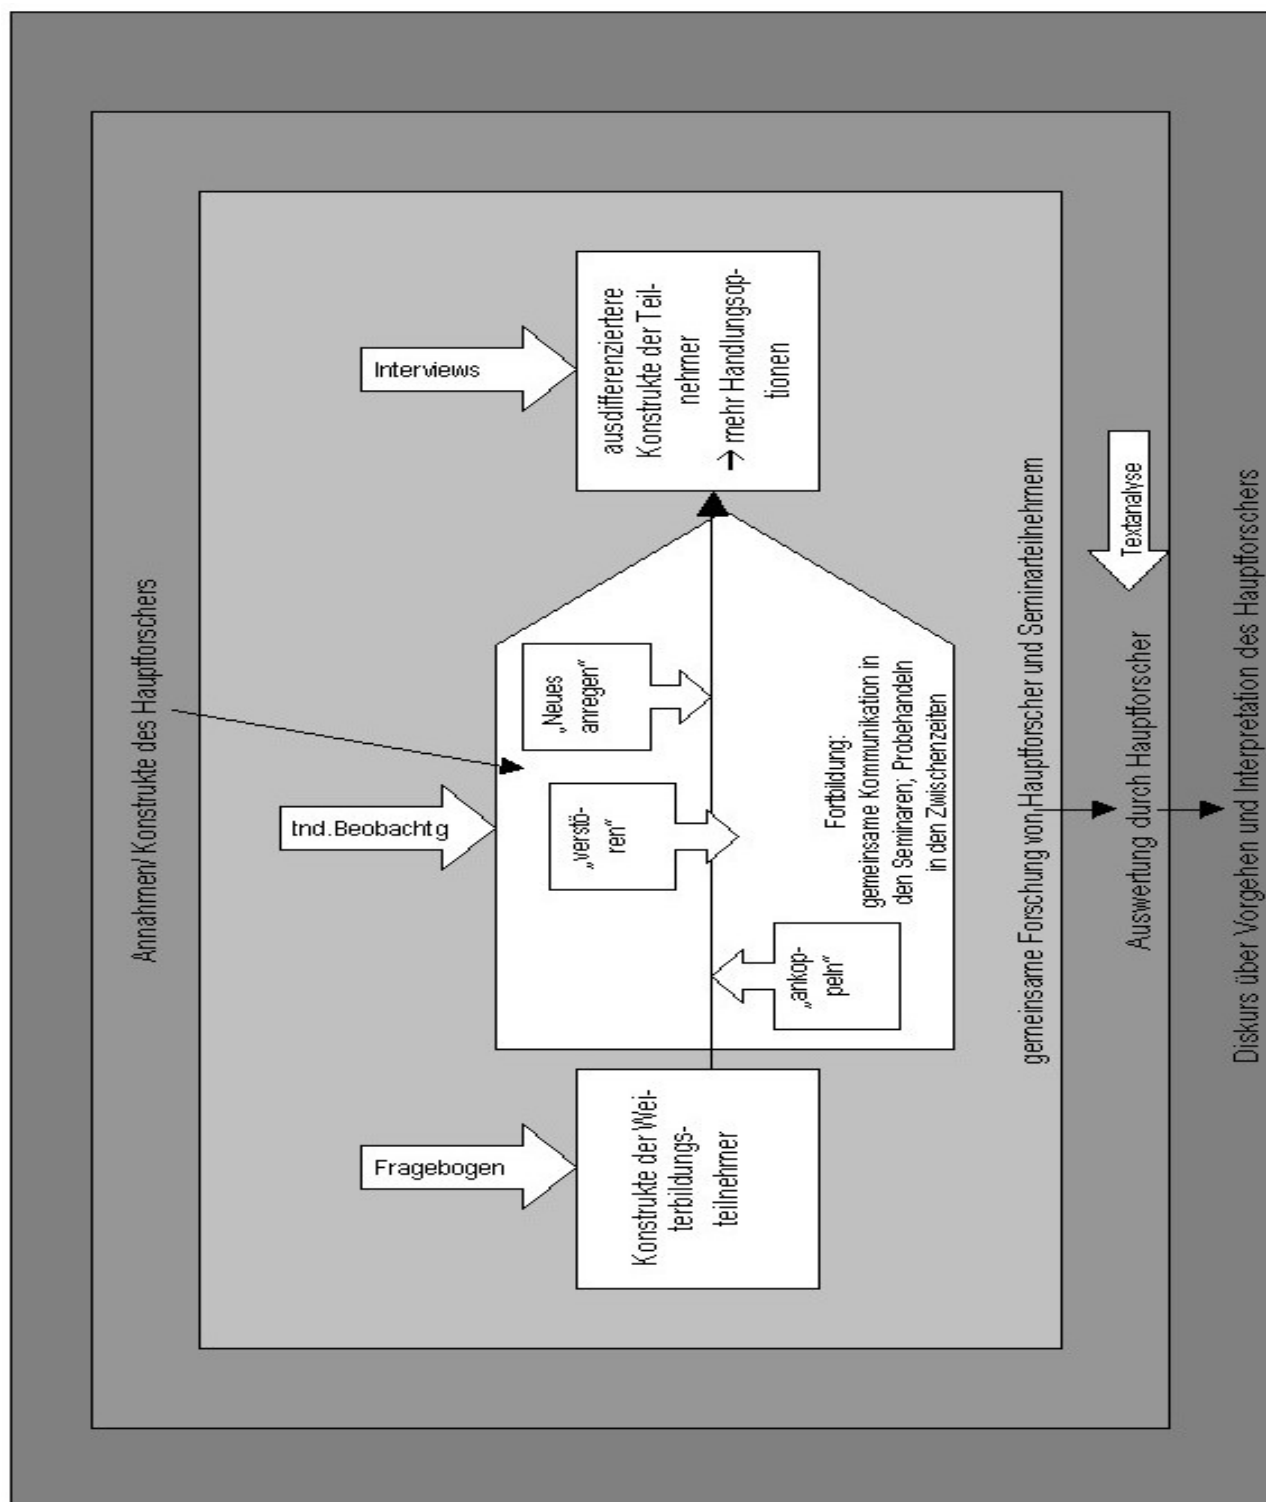 Annahmen/ Konstrukte des Hauptforschers
tnd.Beobachtg
Fragebogen
Interviews
Konstrukte der Wei-
terbildungs-
teilnehmer
„ankop-
peln“
„verstö-
ren“
„Neues
anregen“
Fortbildung:
gemeinsame Kommunikation in
den Seminaren; Probehandeln
in den Zwischenzeiten
ausdifferenziertere
Konstrukte der Teil-
nehmer
➔ mehr Handlungsop-
tionen
gemeinsame Forschung von Hauptforscher und Seminarteilnehmern
Auswertung durch Hauptforscher
Textanalyse
Diskurs über Vorgehen und Interpretation des Hauptforschers